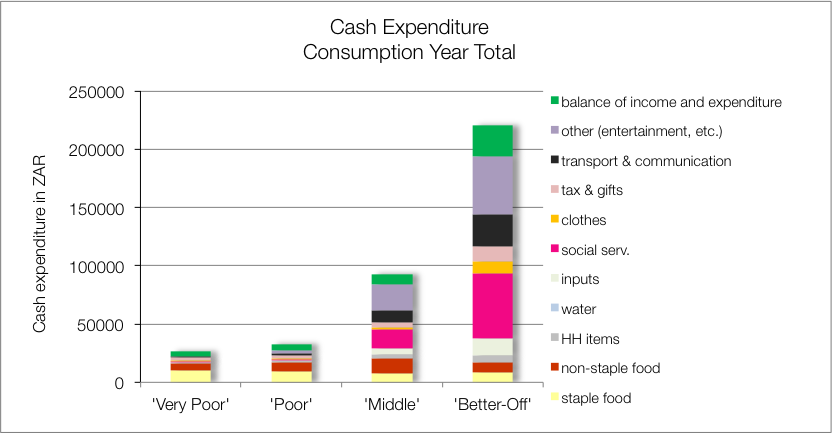 Cash Expenditure
Consumption Year Total
Cash expenditure in ZAR
250000
200000
150000
100000
50000
0
'Very Poor'
'Poor'
'Middle'
'Better-Off'
balance of income and expenditure
other (entertainment, etc.)
transport & communication
tax & gifts
clothes
social serv.
inputs
water
HH items
non-staple food
staple food